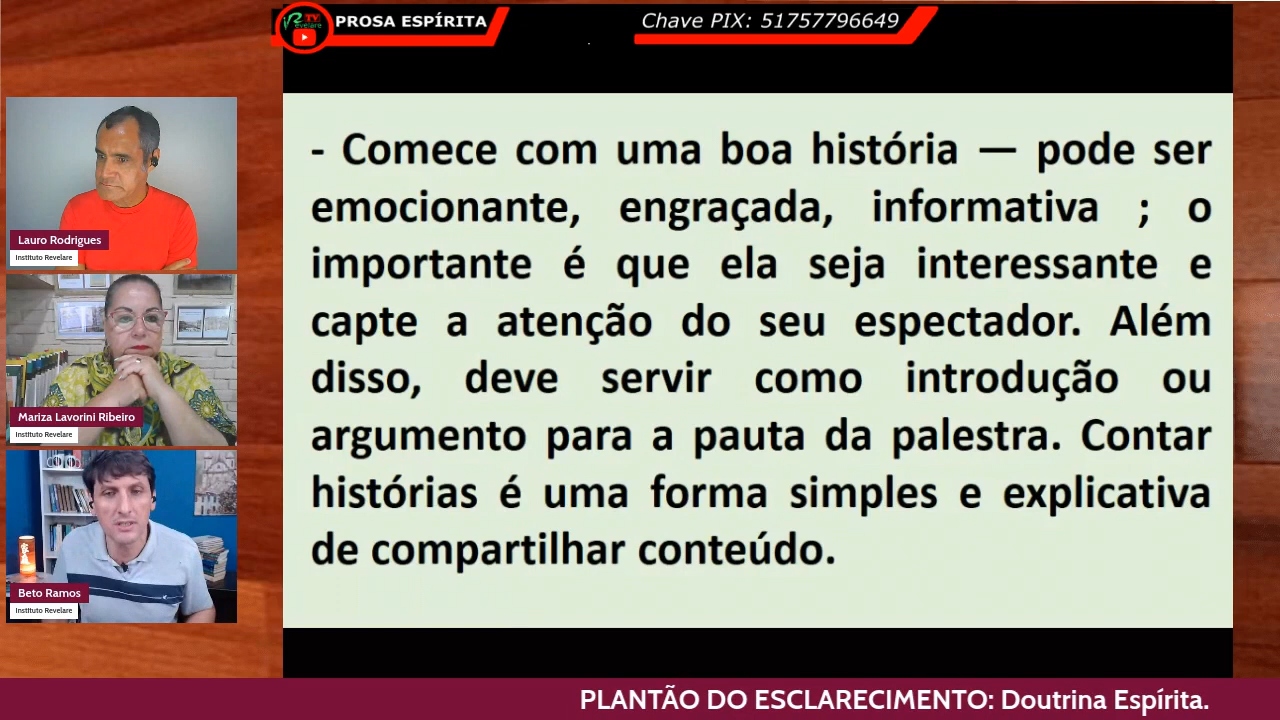 TV
Revelare
PROSA ESPÍRITA
Chave PIX: 51757796649
Lauro Rodrigues
Instituto Revelare
Mariza Lavorini Ribeiro
Instituto Revelare
Beto Ramos
Instituto Revelare
- Comece com uma boa história — pode ser
emocionante, engraçada, informativa ; o
importante é que ela seja interessante e
capte a atenção do seu espectador. Além
disso, deve servir como introdução ou
argumento para a pauta da palestra. Contar
histórias é uma forma simples e explicativa
de compartilhar conteúdo.
PLANTÃO DO ESCLARECIMENTO: Doutrina Espírita.